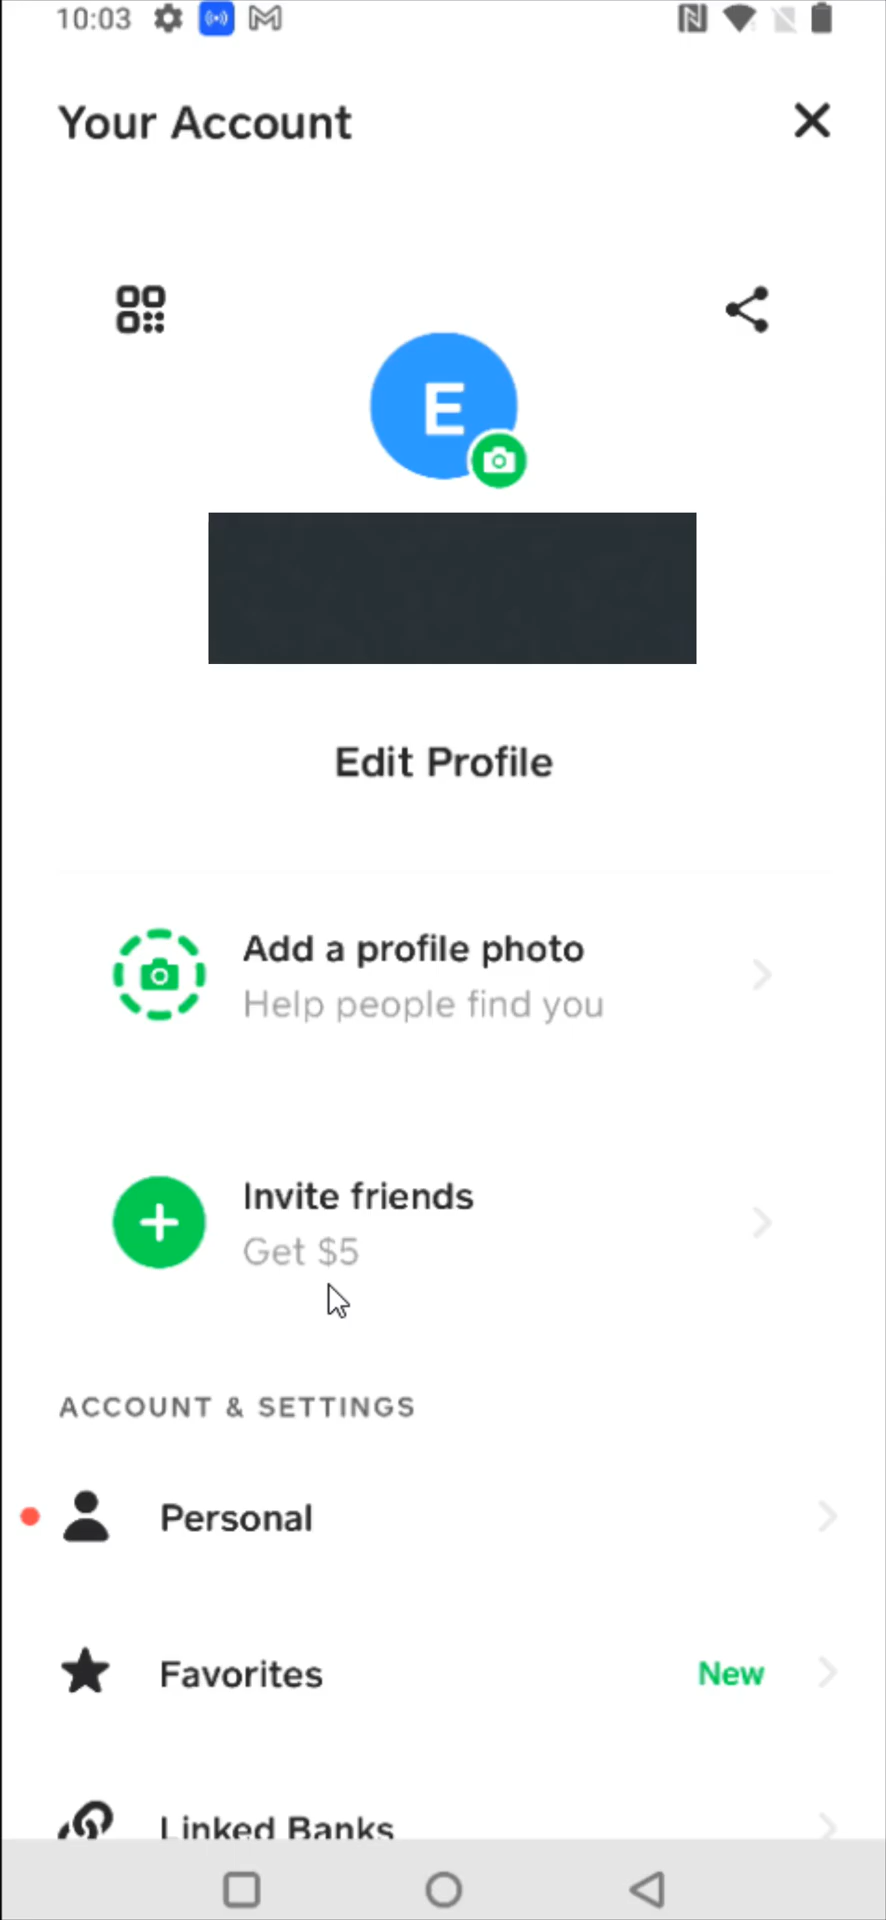 10:03
Your Account
E
Edit Profile
Add a profile photo
Help people find you
Invite friends
Get $5
ACCOUNT & SETTINGS
Personal
Favorites
New
Linked Banks